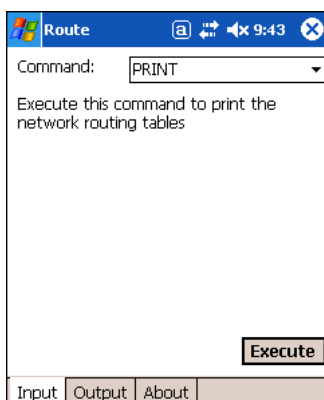 Route a 9:43
Command: PRINT
Execute this command to print the
network routing tables
Execute
Input Output About